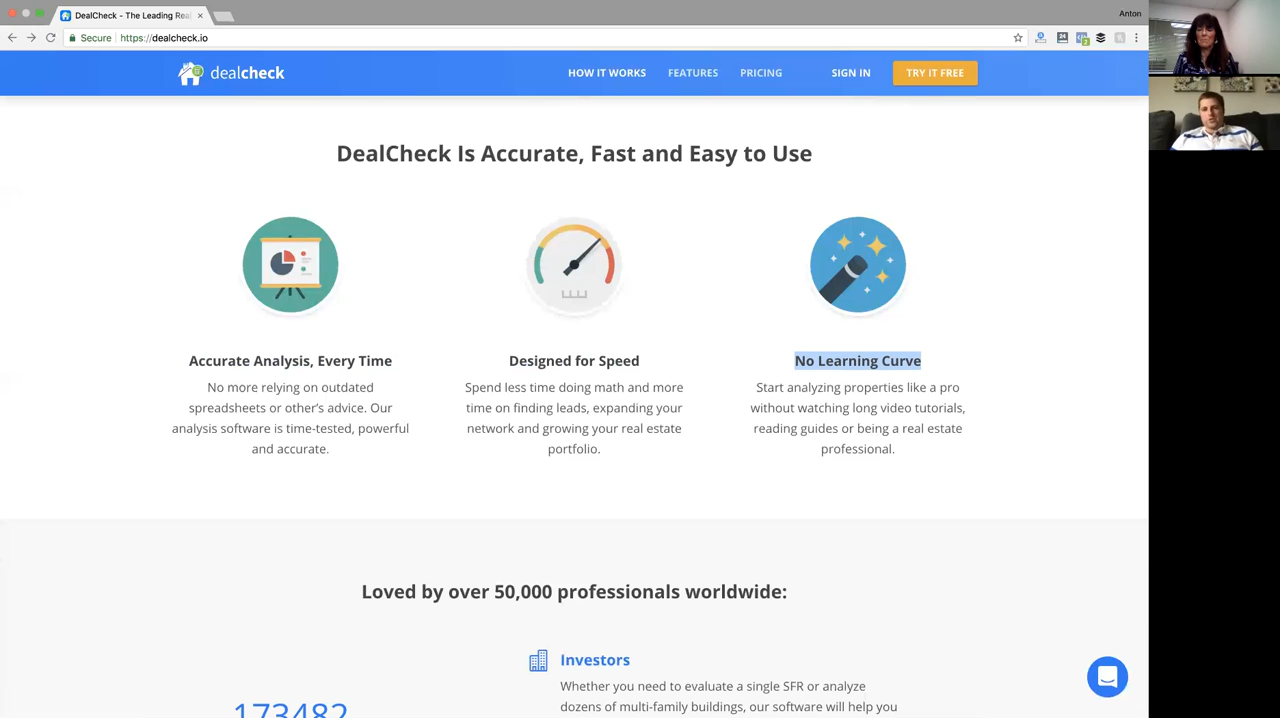 DealCheck - The Leading Rea
Anton
Secure https://dealcheck.io
dealcheck
HOW IT WORKS
FEATURES
PRICING
SIGN IN
TRY IT FREE
DealCheck Is Accurate, Fast and Easy to Use
Accurate Analysis, Every Time
No more relying on outdated
spreadsheets or other's advice. Our
analysis software is time-tested, powerful
and accurate.
Designed for Speed
Spend less time doing math and more
time on finding leads, expanding your
network and growing your real estate
portfolio.
No Learning Curve
Start analyzing properties like a pro
without watching long video tutorials,
reading guides or being a real estate
professional.
Loved by over 50,000 professionals worldwide:
173482
Investors
Whether you need to evaluate a single SFR or analyze
dozens of multi-family buildings, our software will help you